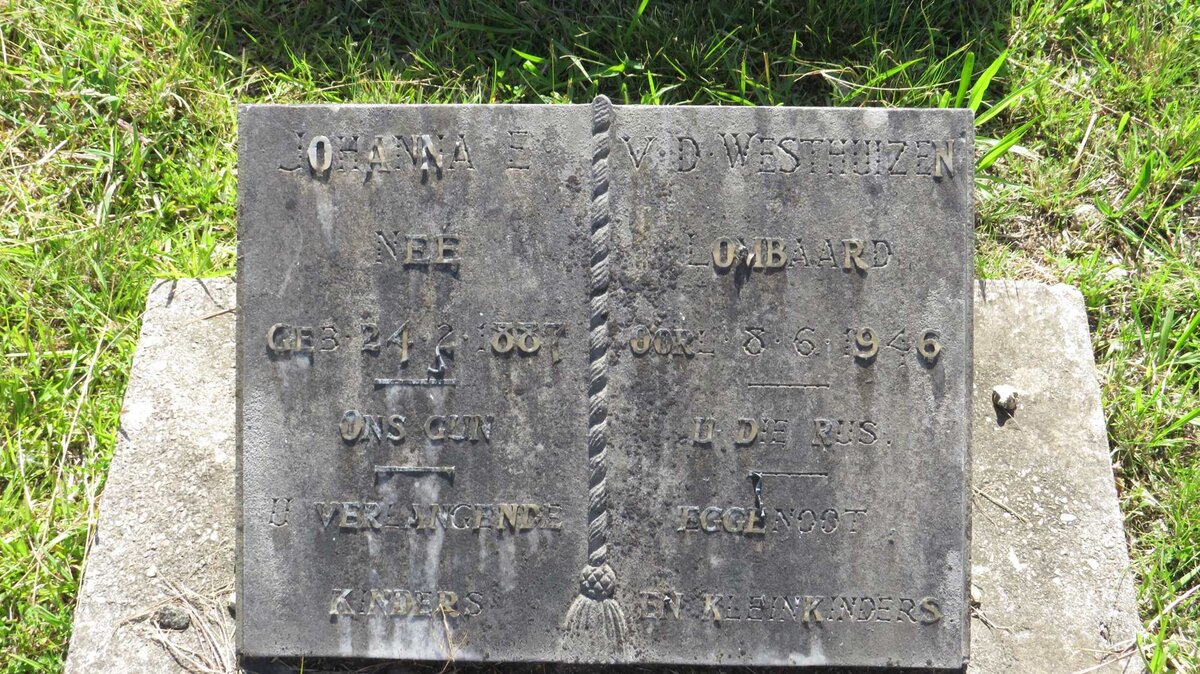 JOHANNA E. V. D. WESTHUIZEN
NEE LOMBAARD
GEB. 24. 2. 1887 OORL. 8. 6. 1946
ONS GUN U DIE RUS.
U VERLANGENDE EGGENOOT
KINDERS EN KLEINKINDERS